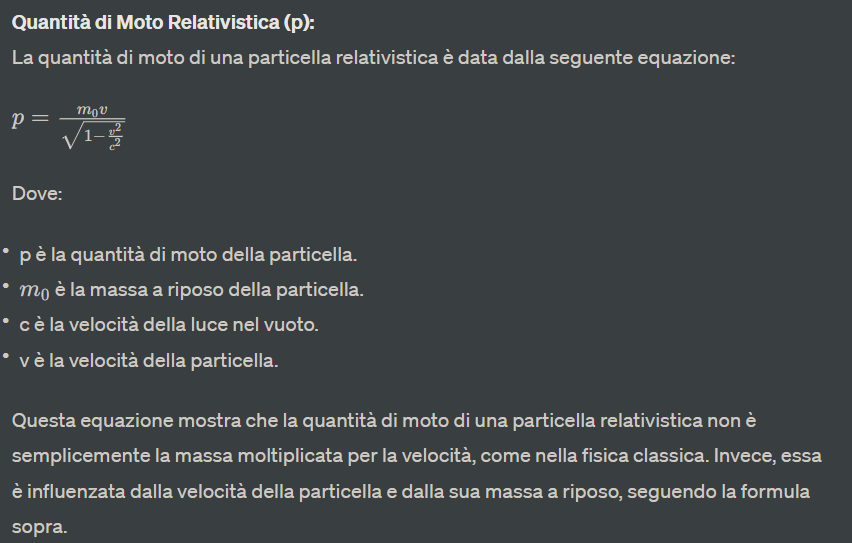 Quantità di Moto Relativistica (p):
La quantità di moto di una particella relativistica è data dalla seguente equazione:
p = \frac{m_0 v}{\sqrt{1-\frac{v^2}{c^2}}}
Dove:
• p è la quantità di moto della particella.
• m_0 è la massa a riposo della particella.
• c è la velocità della luce nel vuoto.
• v è la velocità della particella.
Questa equazione mostra che la quantità di moto di una particella relativistica non è
semplicemente la massa moltiplicata per la velocità, come nella fisica classica. Invece, essa
è influenzata dalla velocità della particella e dalla sua massa a riposo, seguendo la formula
sopra.